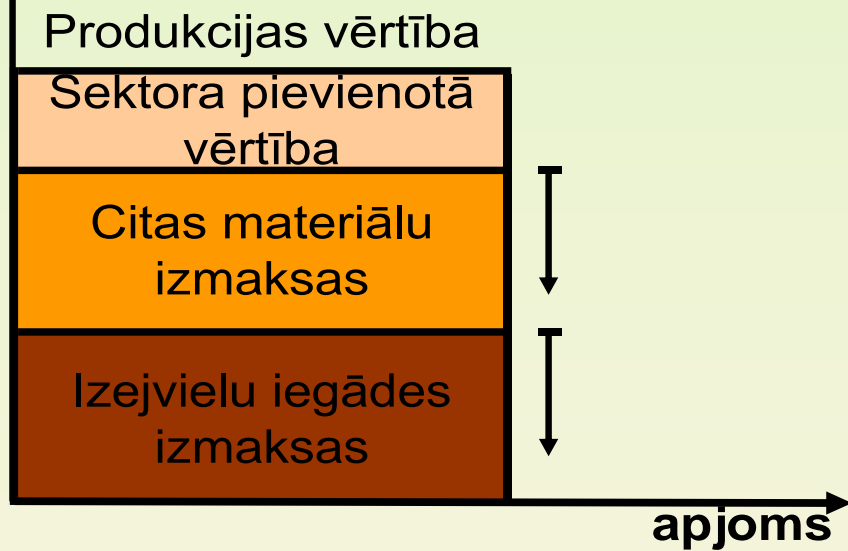 Produkcijas vērtība
Sektora pievienotā
vērtība
Citas materiālu
izmaksas
Izejvielu iegādes
izmaksas
apjoms